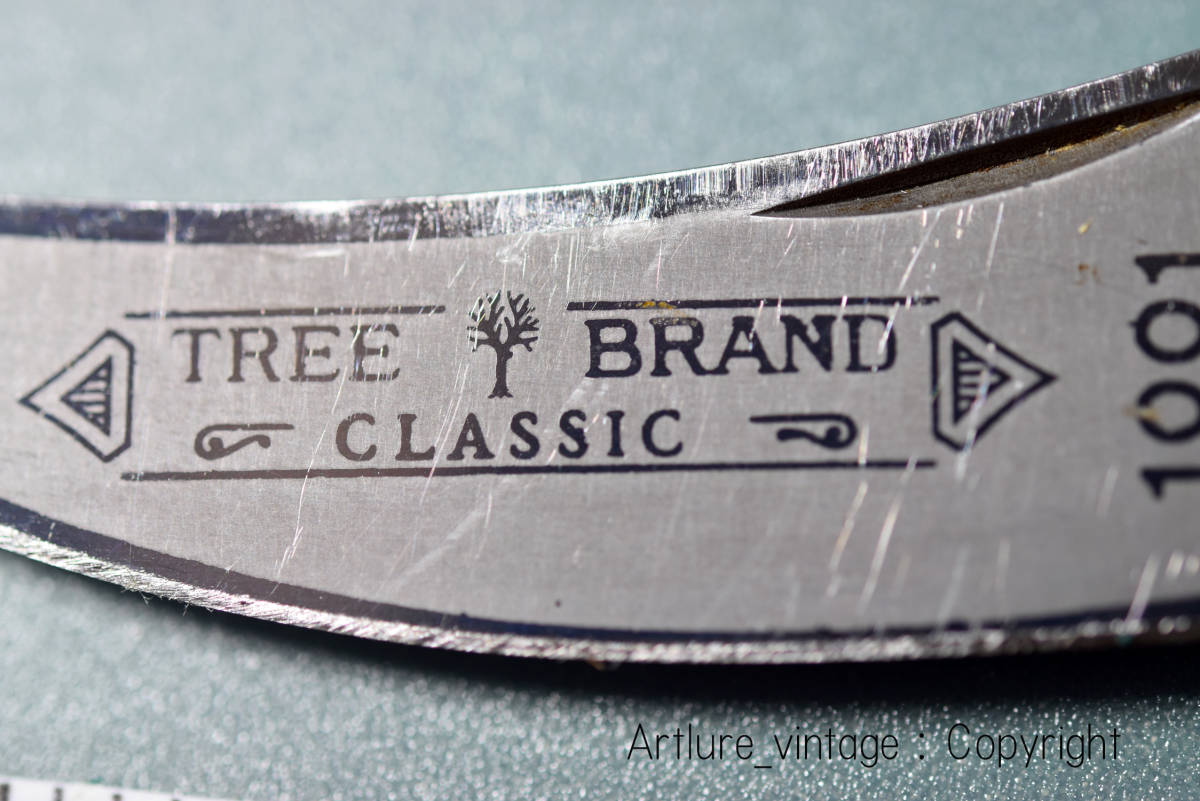 TREE BRAND
CLASSIC
1001
Artlure_vintage : Copyright